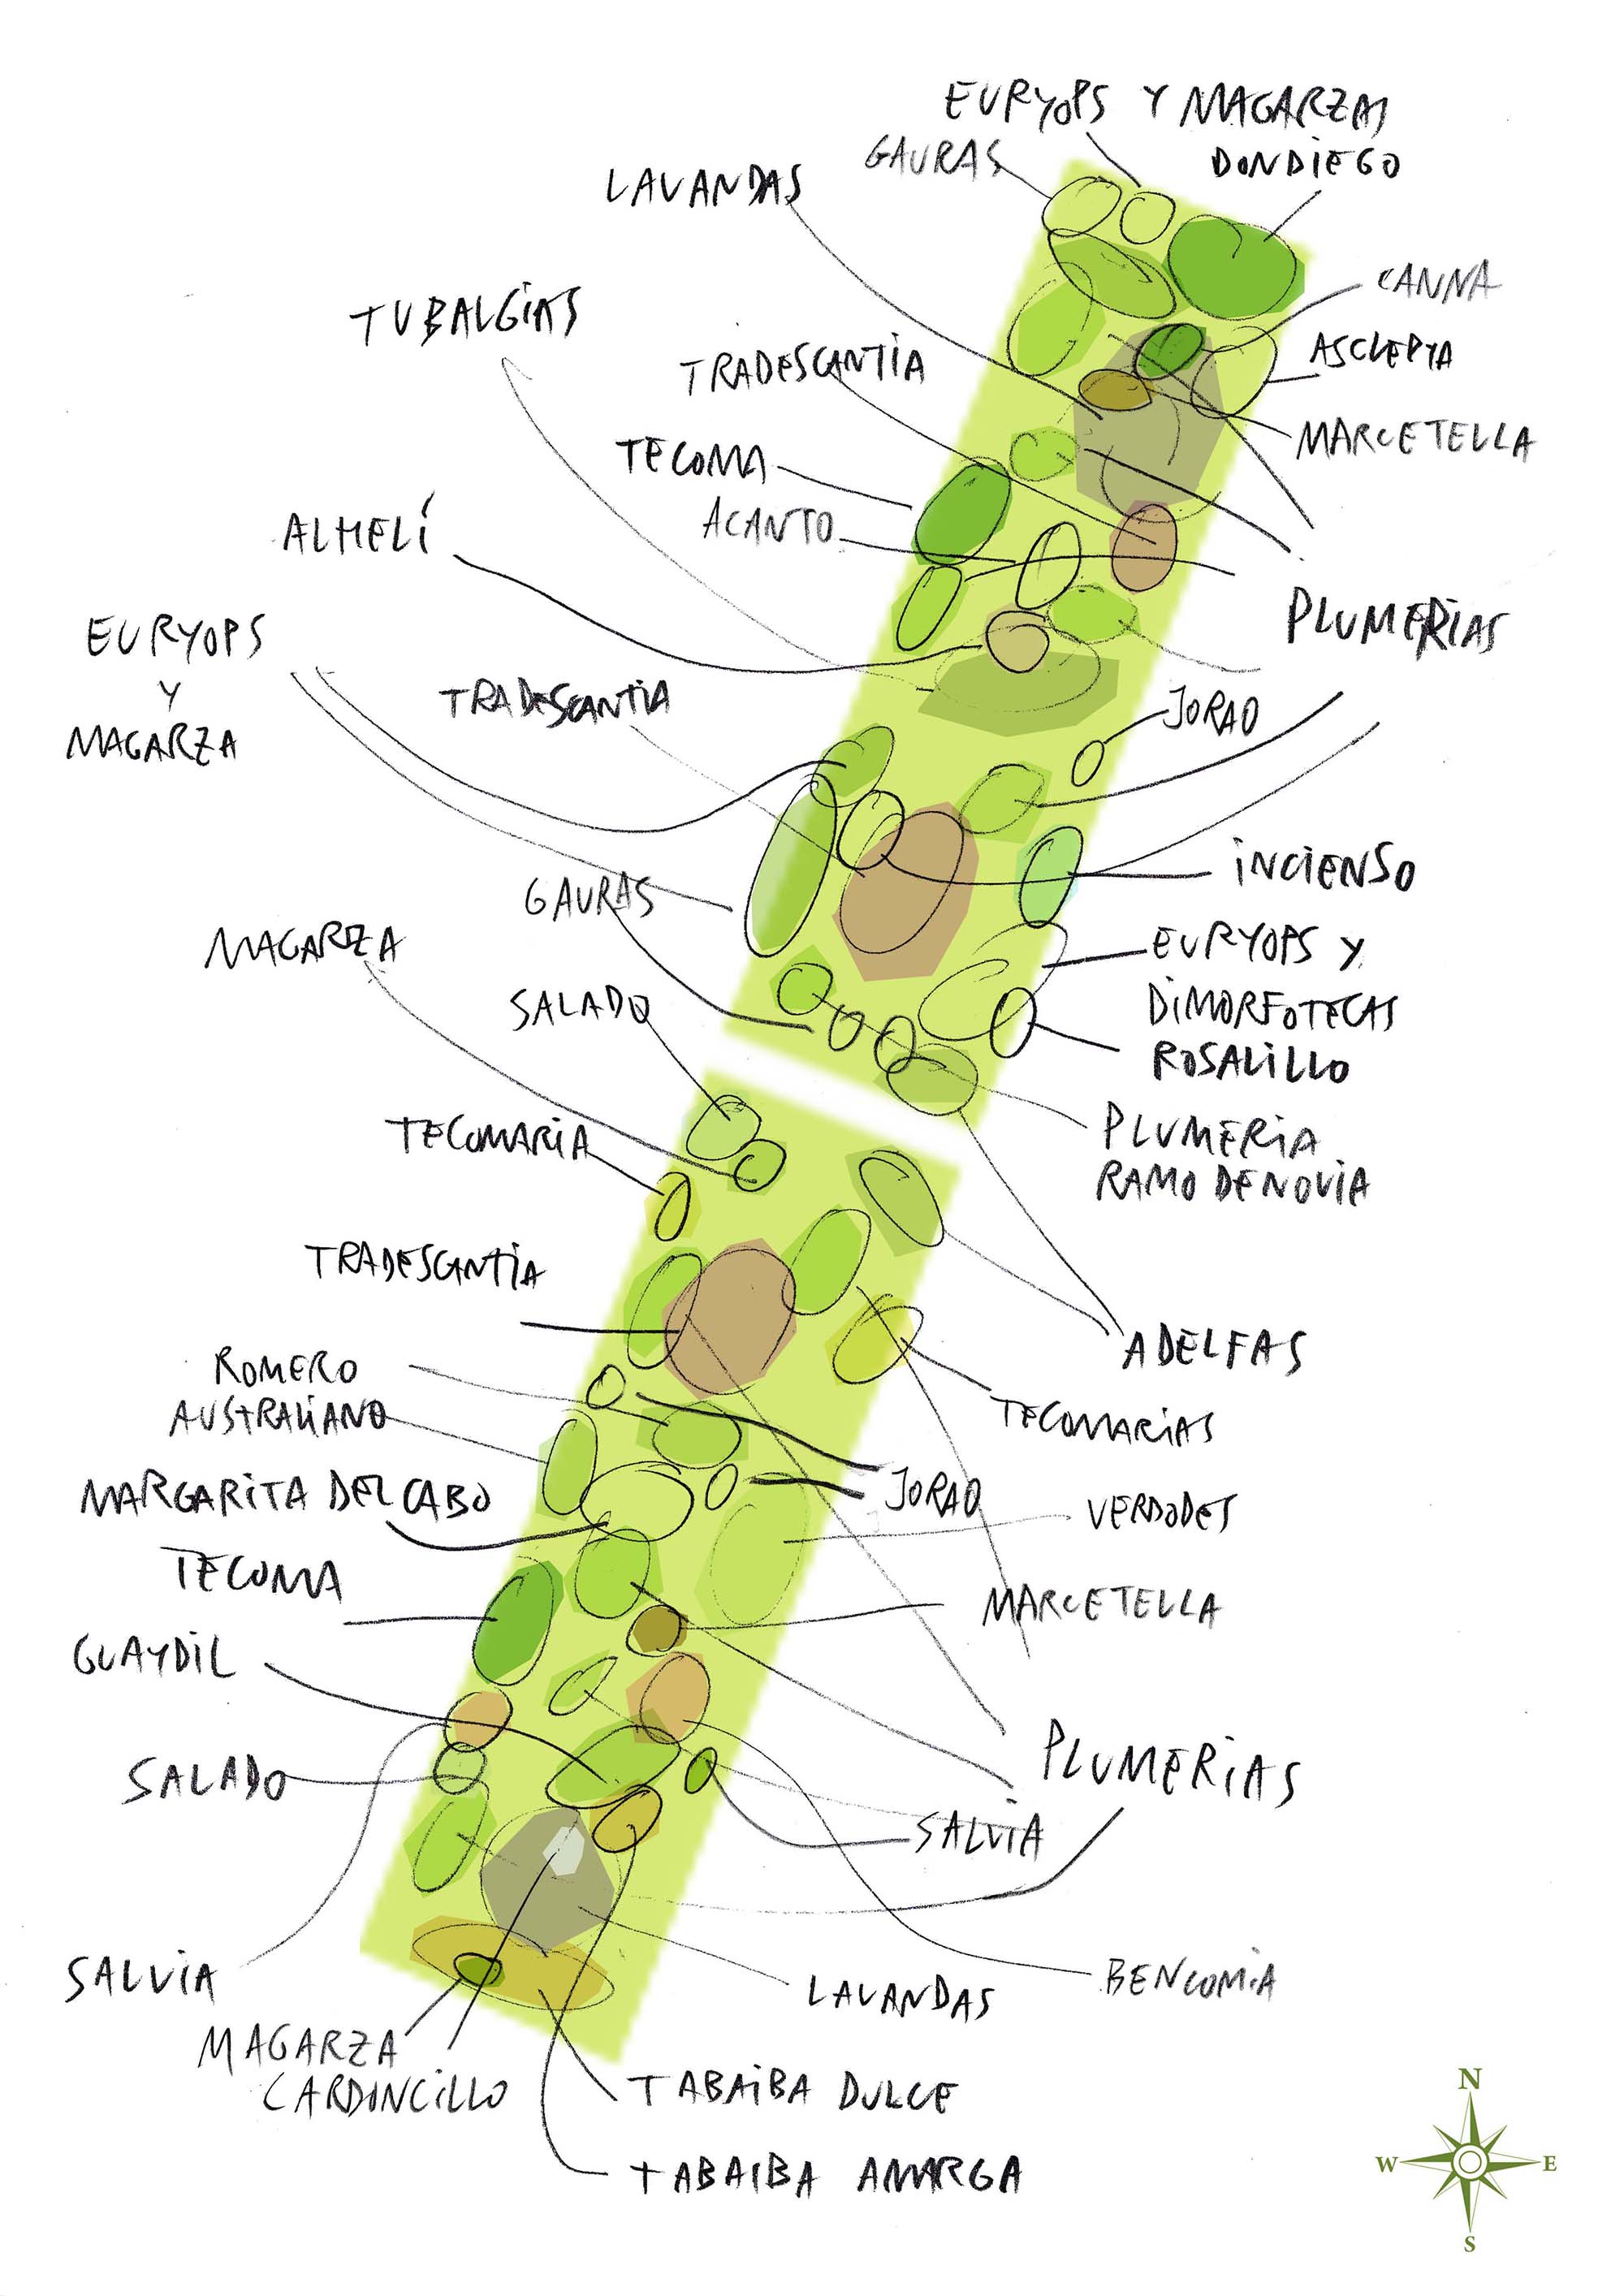 EURYOPS Y MAGARZAS
GAURAS
DONDIEGO
LAVANDAS
CANNA
TUBALGIAS
ASCLEPIA
TRADESCANTIA
MARCETELLA
TECOMA
ACANTO
ALHELÍ
PLUMERIAS
EURYOPS
Y
MAGARZA
TRADESCANTIA
JORAO
INCIENSO
GAURAS
MAGARZA
EURYOPS Y
DIMORFOTECAS
ROSALILLO
SALADO
TECOMARIA
PLUMERIA
RAMO DE NOVIA
TRADESCANTIA
ADELFAS
ROMERO
AUSTRALIANO
TECOMARIAS
MARGARITA DEL CABO
JORAO
VERODES
TECOMA
MARCETELLA
GUAYDIL
PLUMERIAS
SALADO
SALVIA
SALVIA
BENCOMIA
LAVANDAS
MAGARZA
CARDONCILLO
TABAIBA DULCE
TABAIBA AMARGA
N
W
E
S